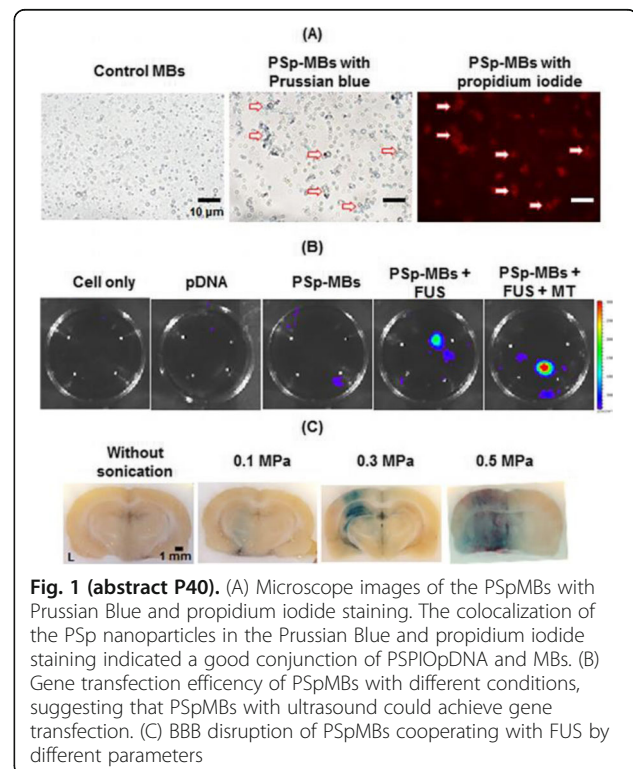 (A)
Control MBs
PSp-MBs with
Prussian blue
PSp-MBs with
propidium iodide
10 µm
(B)
Cell only
pDNA
PSp-MBs
PSp-MBs +
FUS
PSp-MBs +
FUS + MT
(C)
Without
sonication
0.1 MPa
0.3 MPa
0.5 MPa
L
1 mm
Fig. 1 (abstract P40). (A) Microscope images of the PSpMBs with
Prussian Blue and propidium iodide staining. The colocalization of
the PSp nanoparticles in the Prussian Blue and propidium iodide
staining indicated a good conjunction of PSPIOpDNA and MBs. (B)
Gene transfection efficency of PSpMBs with different conditions,
suggesting that PSpMBs with ultrasound could achieve gene
transfection. (C) BBB disruption of PSpMBs cooperating with FUS by
different parameters